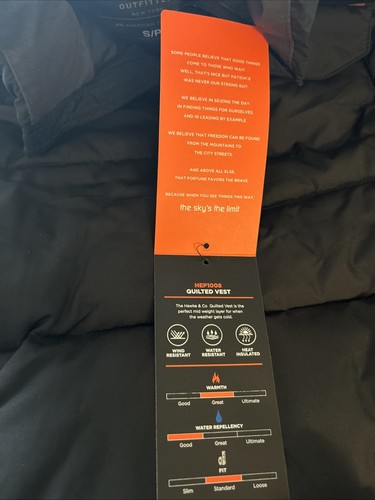 OUTFITTE
S/P
SOME PEOPLE BELIEVE THAT GOOD THINGS
COME TO THOSE WHO WAIT.
WELL, THAT'S NICE BUT PATIENCE
WAS NEVER OUR STRONG SUIT.
WE BELIEVE IN SEIZING THE DAY.
IN FINDING THINGS FOR OURSELVES
AND IN LEADING BY EXAMPLE.
WE BELIEVE THAT FREEDOM CAN BE FOUND
FROM THE MOUNTAINS TO
THE CITY STREETS.
AND ABOVE ALL ELSE,
THAT FORTUNE FAVORS THE BRAVE.
BECAUSE WHEN YOU SEE THINGS THIS WAY,
the sky's the limit
HEF1008
QUILTED VEST
The Hawke & Co. Quilted Vest is the
perfect mid weight layer for when
the weather gets cold.
WIND
RESISTANT
WATER
RESISTANT
HEAT
INSULATED
WARMTH
Good Great Ultimate
WATER REPELLENCY
Good Great Ultimate
FIT
Slim Standard Loose